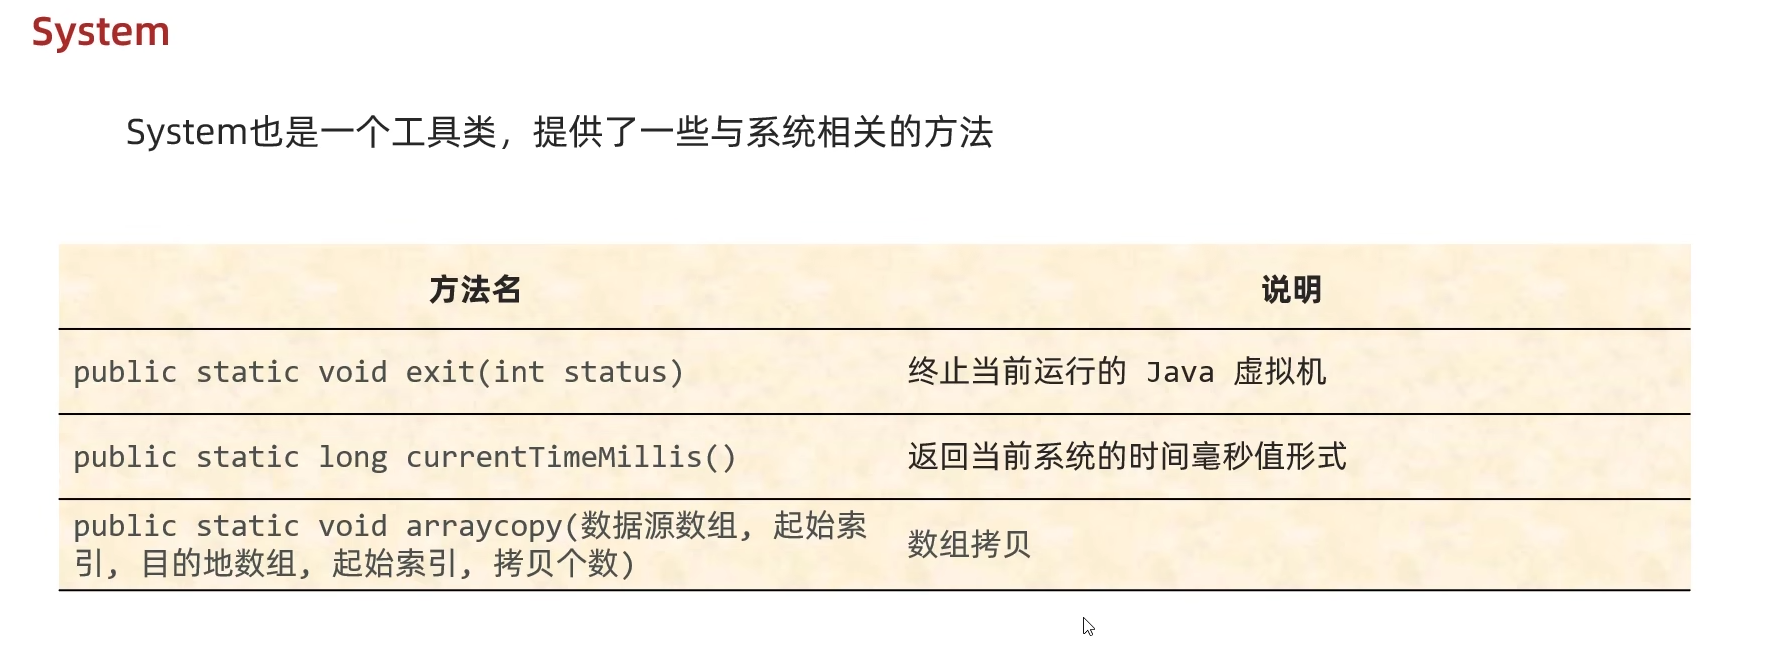 System
System也是一个工具类，提供了一些与系统相关的方法
方法名 说明
public static void exit(int status) 终止当前运行的 Java 虚拟机
public static long currentTimeMillis() 返回当前系统的时间毫秒值形式
public static void arraycopy(数据源数组, 起始索
引, 目的地数组, 起始索引, 拷贝个数)
数组拷贝